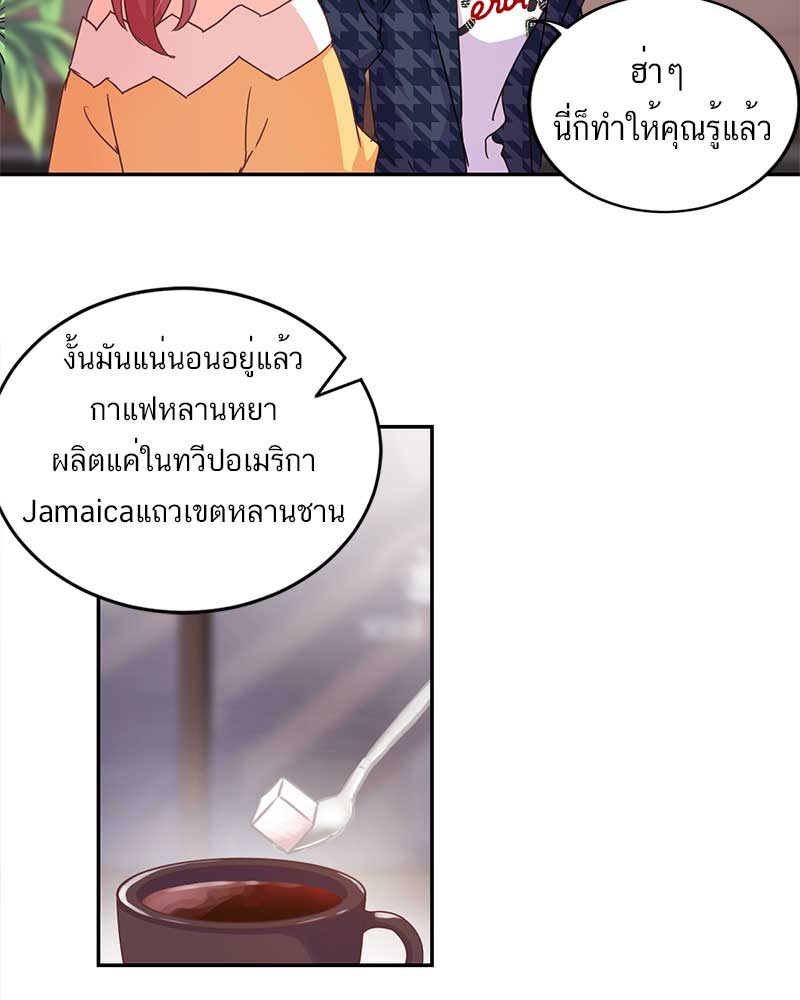 ฮ่าๆ
นี่ก็ทำให้คุณรู้แล้ว
งั้นมันแน่นอนอยู่แล้ว
กาแฟหลานหยา
ผลิตแค่ในทวีปอเมริกา
Jamaicaแถวเขตหลานชาน